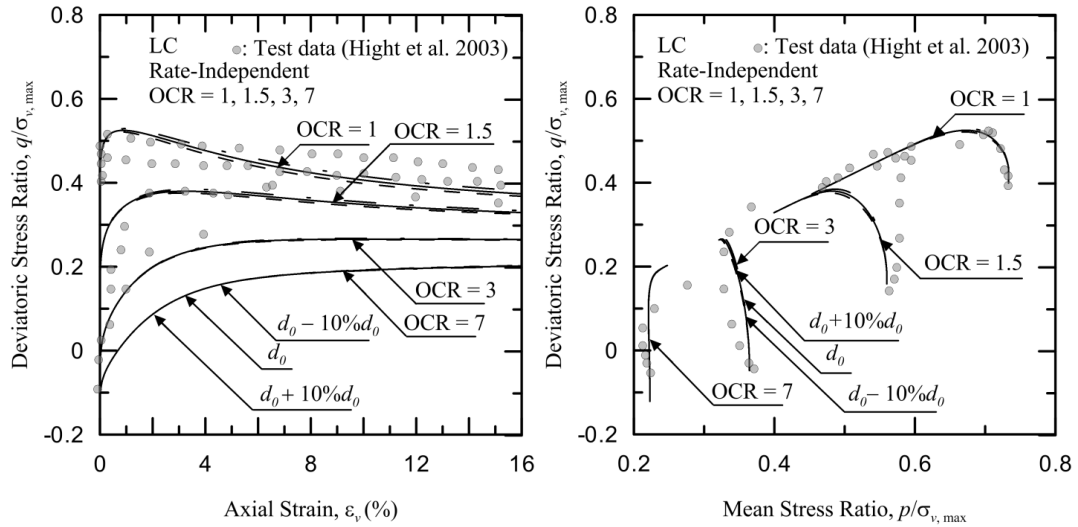 LC
: Test data (Hight et al. 2003)
Rate-Independent
OCR = 1, 1.5, 3, 7
OCR = 1
OCR = 1.5
OCR = 3
OCR = 7
d₀ – 10%d₀
d₀
d₀ + 10%d₀
0.8
0.6
0.4
0.2
0
-0.2
0
4
8
12
16
Deviatoric Stress Ratio, q/σv, max
Axial Strain, εv (%)
LC
: Test data (Hight et al. 2003)
Rate-Independent
OCR = 1, 1.5, 3, 7
OCR = 1
OCR = 3
OCR = 1.5
d₀+10%d₀
d₀
d₀ – 10%d₀
OCR = 7
0.8
0.6
0.4
0.2
0
-0.2
0.2
0.4
0.6
0.8
Deviatoric Stress Ratio, q/σv, max
Mean Stress Ratio, p/σv, max